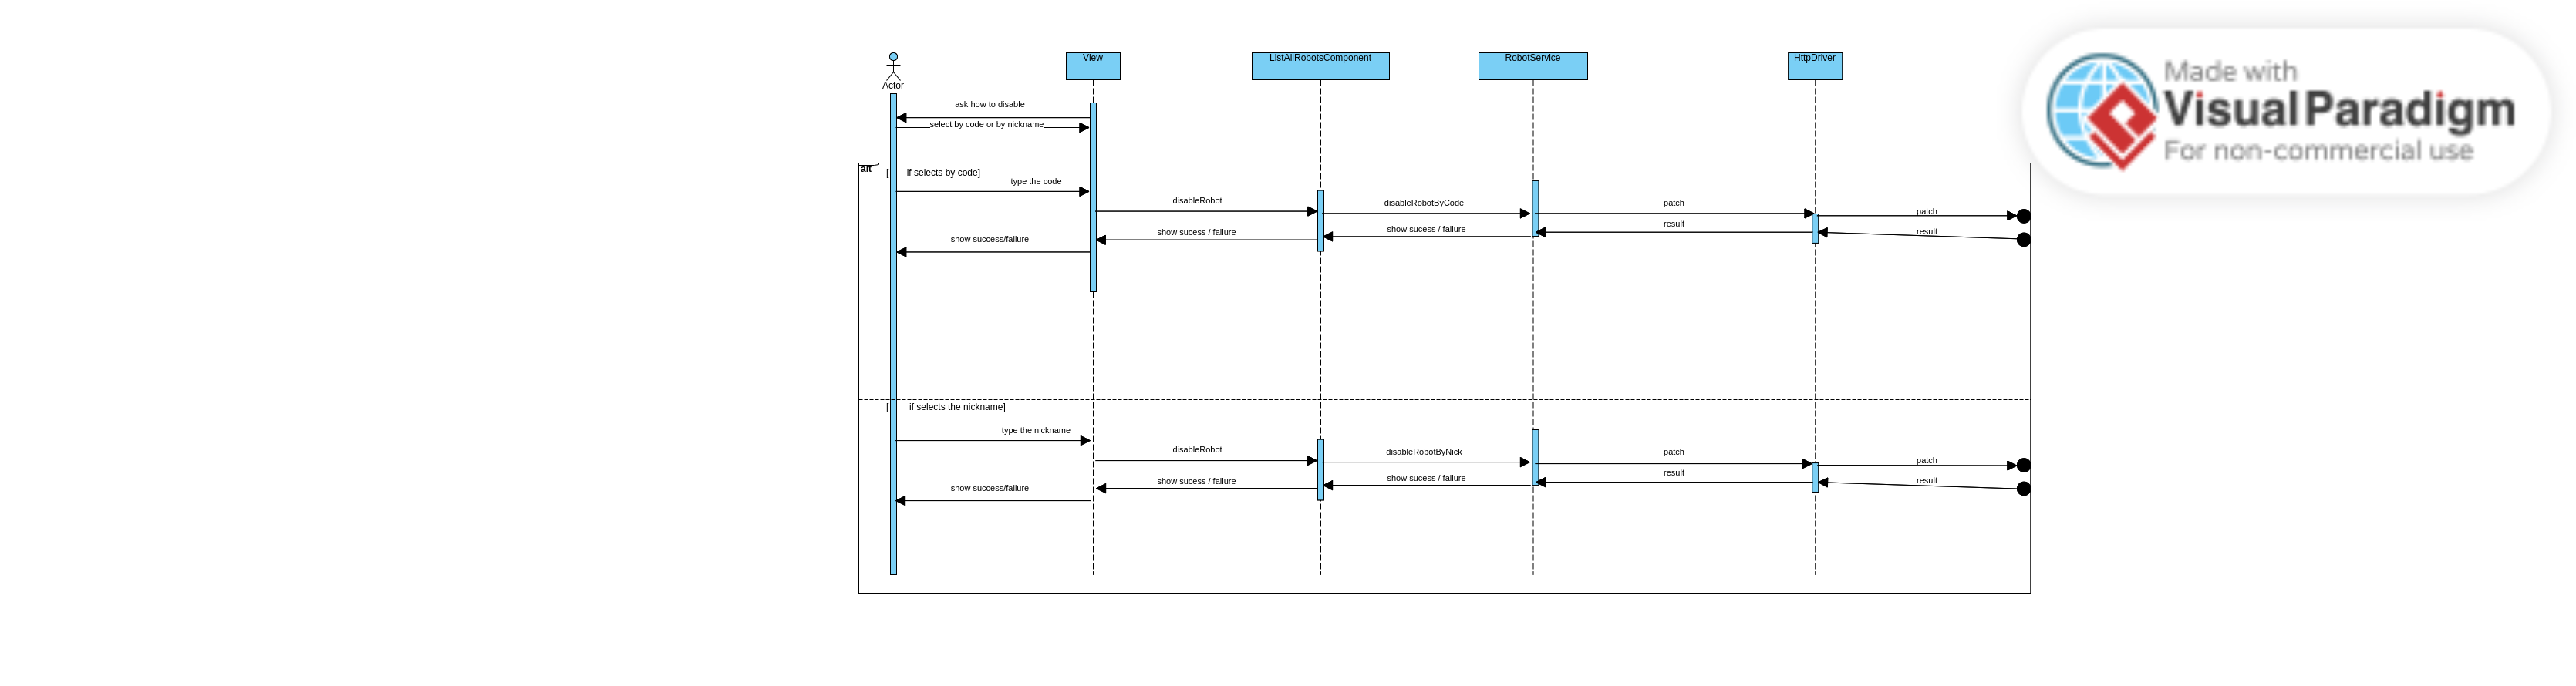 Made with
Visual Paradigm
For non-commercial use
View
ListAllRobotsComponent
RobotService
HttpDriver
Actor
ask how to disable
select by code or by nickname
alt
[ if selects by code]
type the code
disableRobot
disableRobotByCode
patch
patch
result
result
show sucess / failure
show sucess / failure
show success/failure
[ if selects the nickname]
type the nickname
disableRobot
disableRobotByNick
patch
patch
result
result
show sucess / failure
show sucess / failure
show success/failure